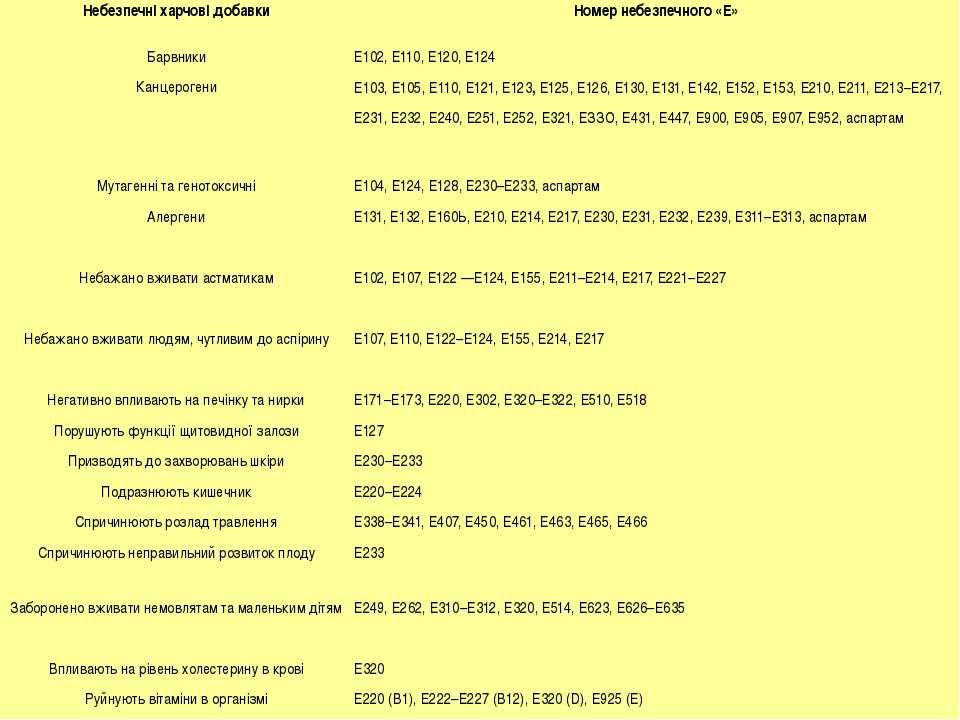 Небезпечні харчові добавки Номер небезпечного «Е»
Барвники Е102, Е110, Е120, Е124
Канцерогени Е103, Е105, Е110, Е121, Е123, Е125, Е126, Е130, Е131, Е142, Е152, Е153, Е210, Е211, Е213–Е217,
Е231, Е232, Е240, Е251, Е252, Е321, ЕЗЗО, Е431, Е447, Е900, Е905, Е907, Е952, аспартам
Мутагенні та генотоксичні Е104, Е124, Е128, Е230–Е233, аспартам
Алергени Е131, Е132, Е160Ь, Е210, Е214, Е217, Е230, Е231, Е232, Е239, Е311–Е313, аспартам
Небажано вживати астматикам Е102, Е107, Е122 —Е124, Е155, Е211–Е214, Е217, Е221–Е227
Небажано вживати людям, чутливим до аспірину Е107, Е110, Е122–Е124, Е155, Е214, Е217
Негативно впливають на печінку та нирки Е171–Е173, Е220, Е302, Е320–Е322, Е510, Е518
Порушують функції щитовидної залози Е127
Призводять до захворювань шкіри Е230–Е233
Подразнюють кишечник Е220–Е224
Спричинюють розлад травлення Е338–Е341, Е407, Е450, Е461, Е463, Е465, Е466
Спричинюють неправильний розвиток плоду Е233
Заборонено вживати немовлятам та маленьким дітям Е249, Е262, Е310–Е312, Е320, Е514, Е623, Е626–Е635
Впливають на рівень холестерину в крові Е320
Руйнують вітаміни в організмі Е220 (В1), Е222–Е227 (В12), Е320 (D), Е925 (Е)